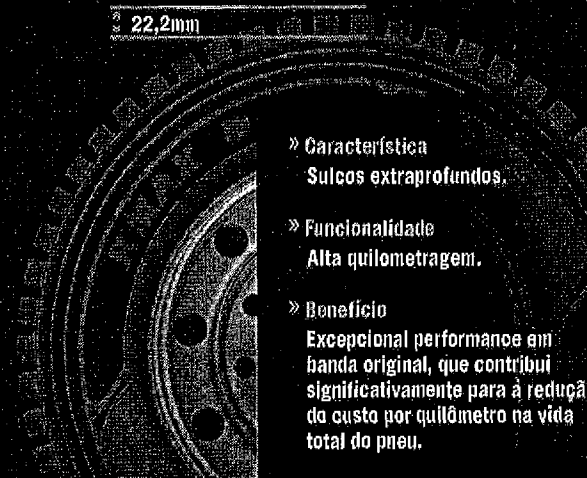 22,2mm
» Característica
Sulcos extraprofundos.
» Funcionalidade
Alta quilometragem.
» Benefício
Excepcional performance em
banda original, que contribui
significativamente para a reduçã
do custo por quilômetro na vida
total do pneu.